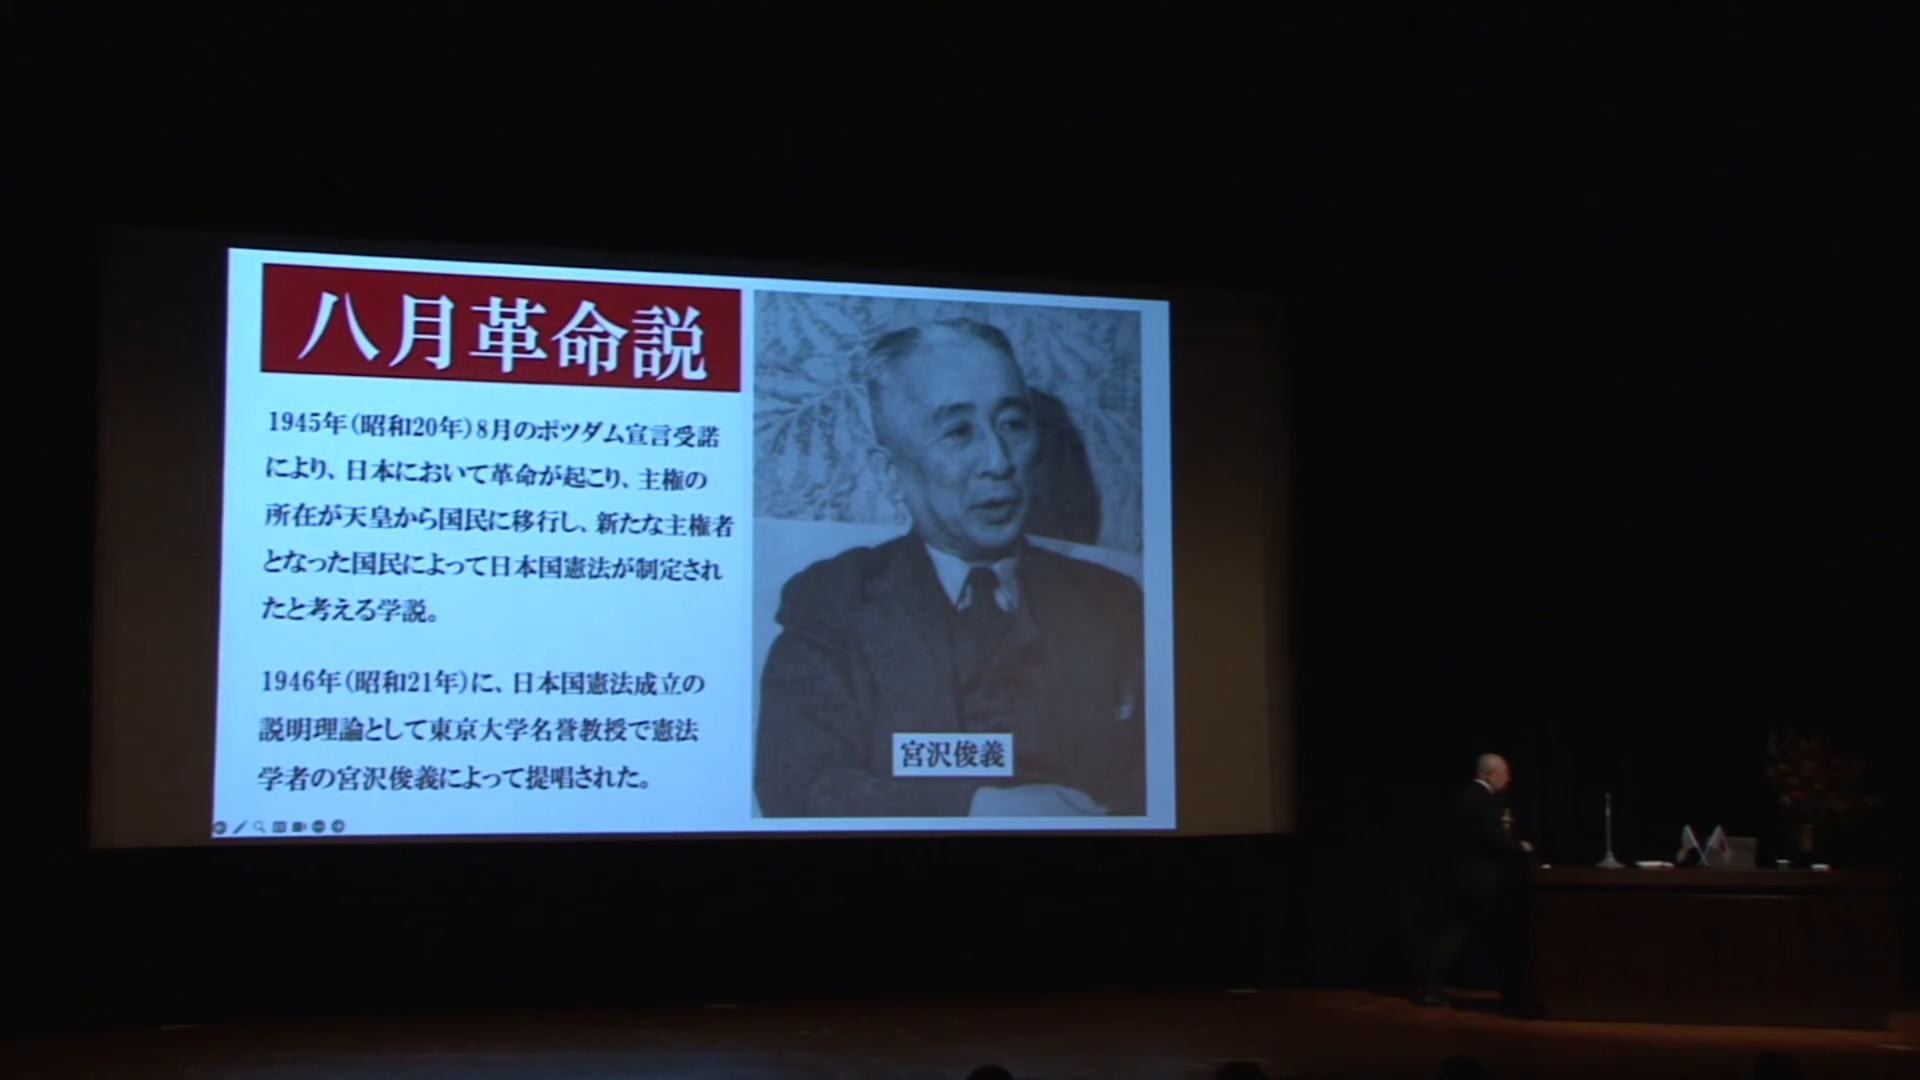 八月革命説
1945年(昭和20年)8月のポツダム宣言受諾
により、日本において革命が起こり、主権の
所在が天皇から国民に移行し、新たな主権者
となった国民によって日本国憲法が制定され
たと考える学説。
1946年(昭和21年)に、日本国憲法成立の
説明理論として東京大学名誉教授で憲法
学者の宮沢俊義によって提唱された。
宮沢俊義